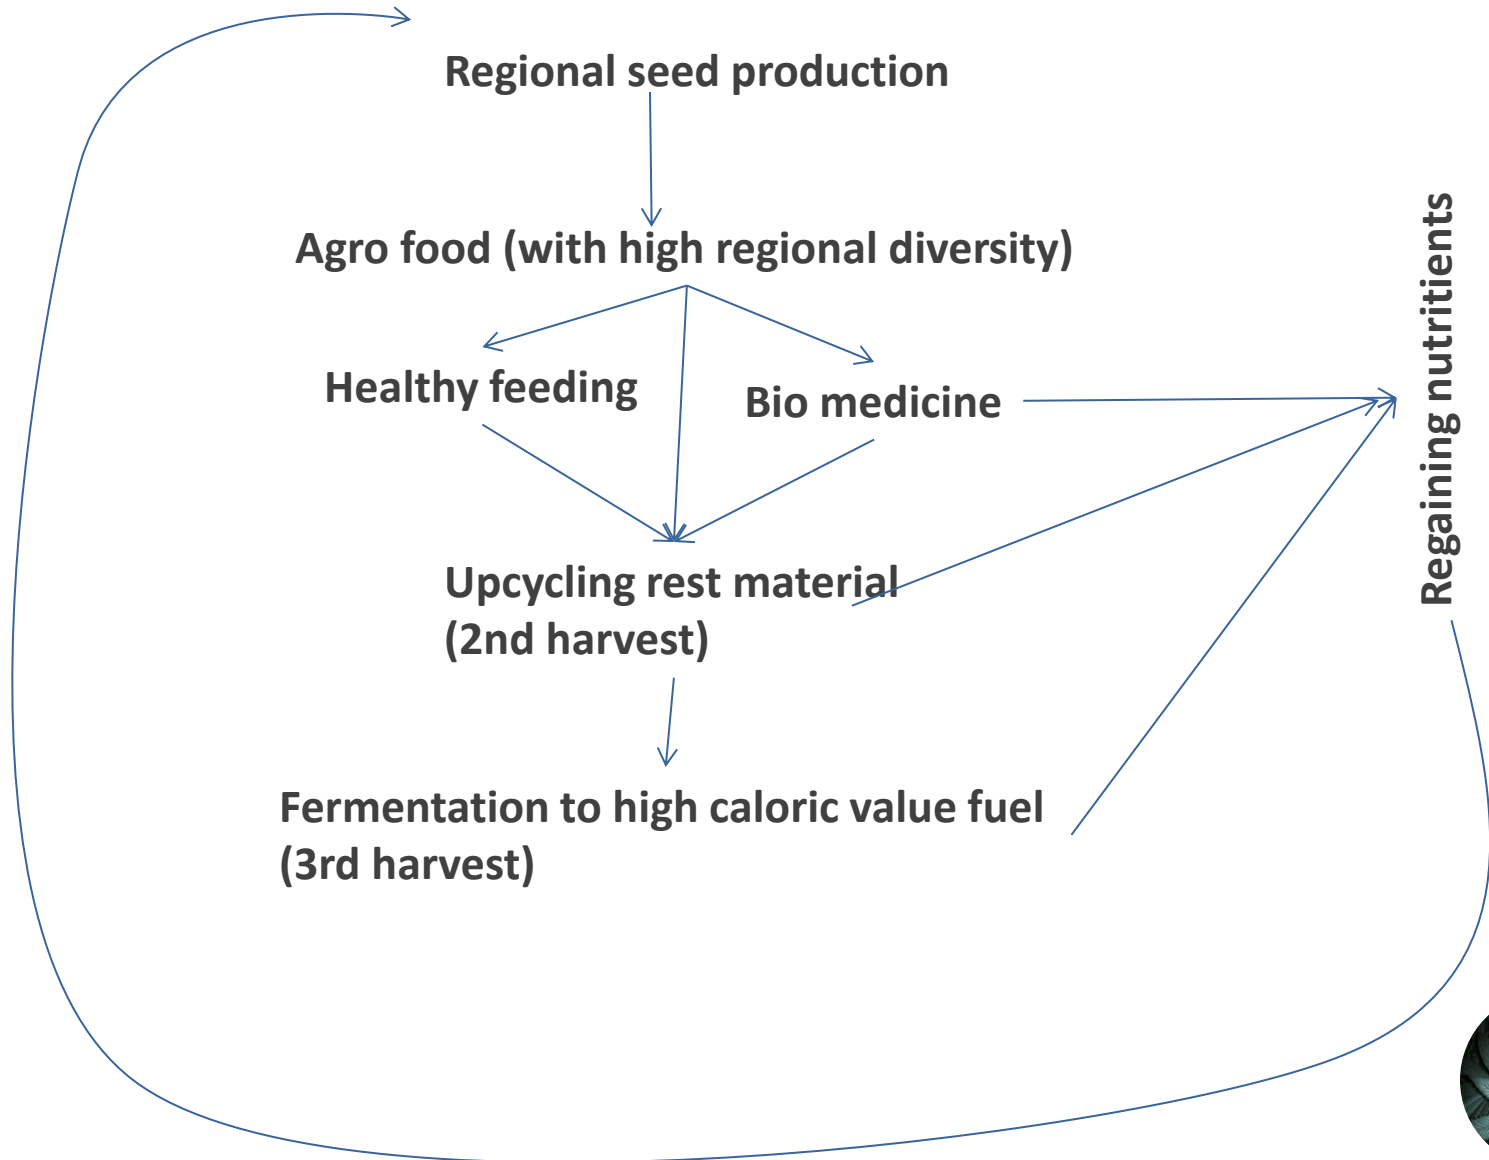 Regional seed production
Agro food (with high regional diversity)
Healthy feeding
Bio medicine
Regaining nutritients
Upcycling rest material
(2nd harvest)
Fermentation to high caloric value fuel
(3rd harvest)